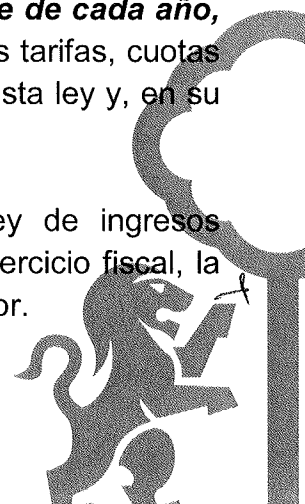 e de cada año,
s tarifas, cuotas
sta ley y, en su
ey de ingresos
ercicio fiscal, la
or.